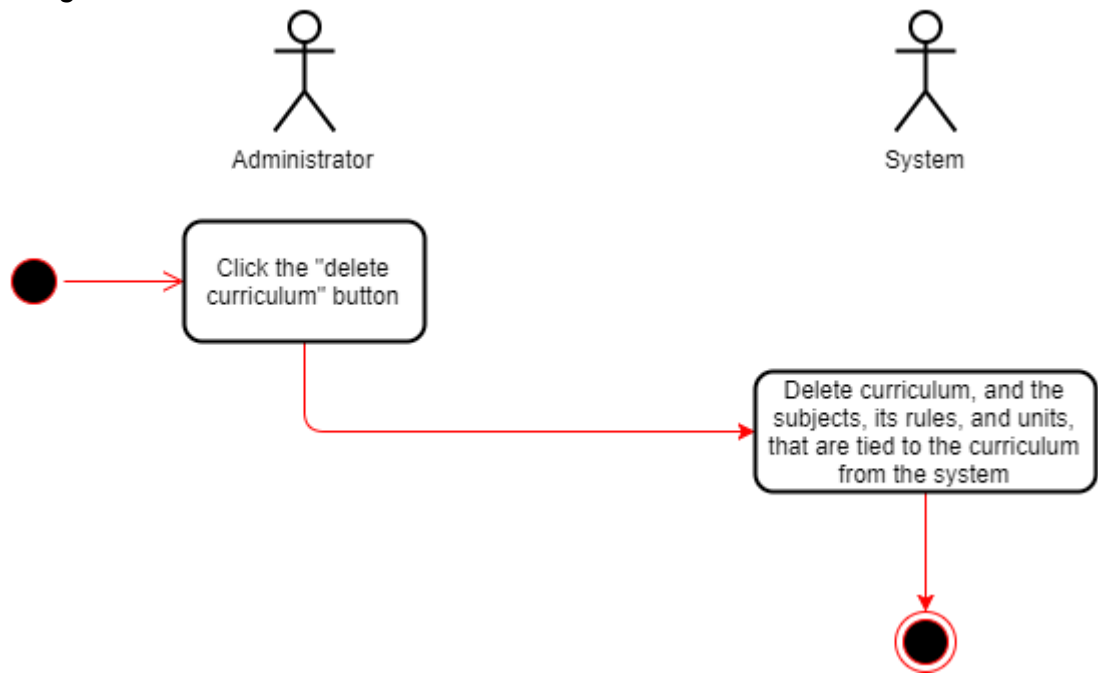 Administrator
System
Click the "delete
curriculum" button
Delete curriculum, and the
subjects, its rules, and units,
that are tied to the curriculum
from the system